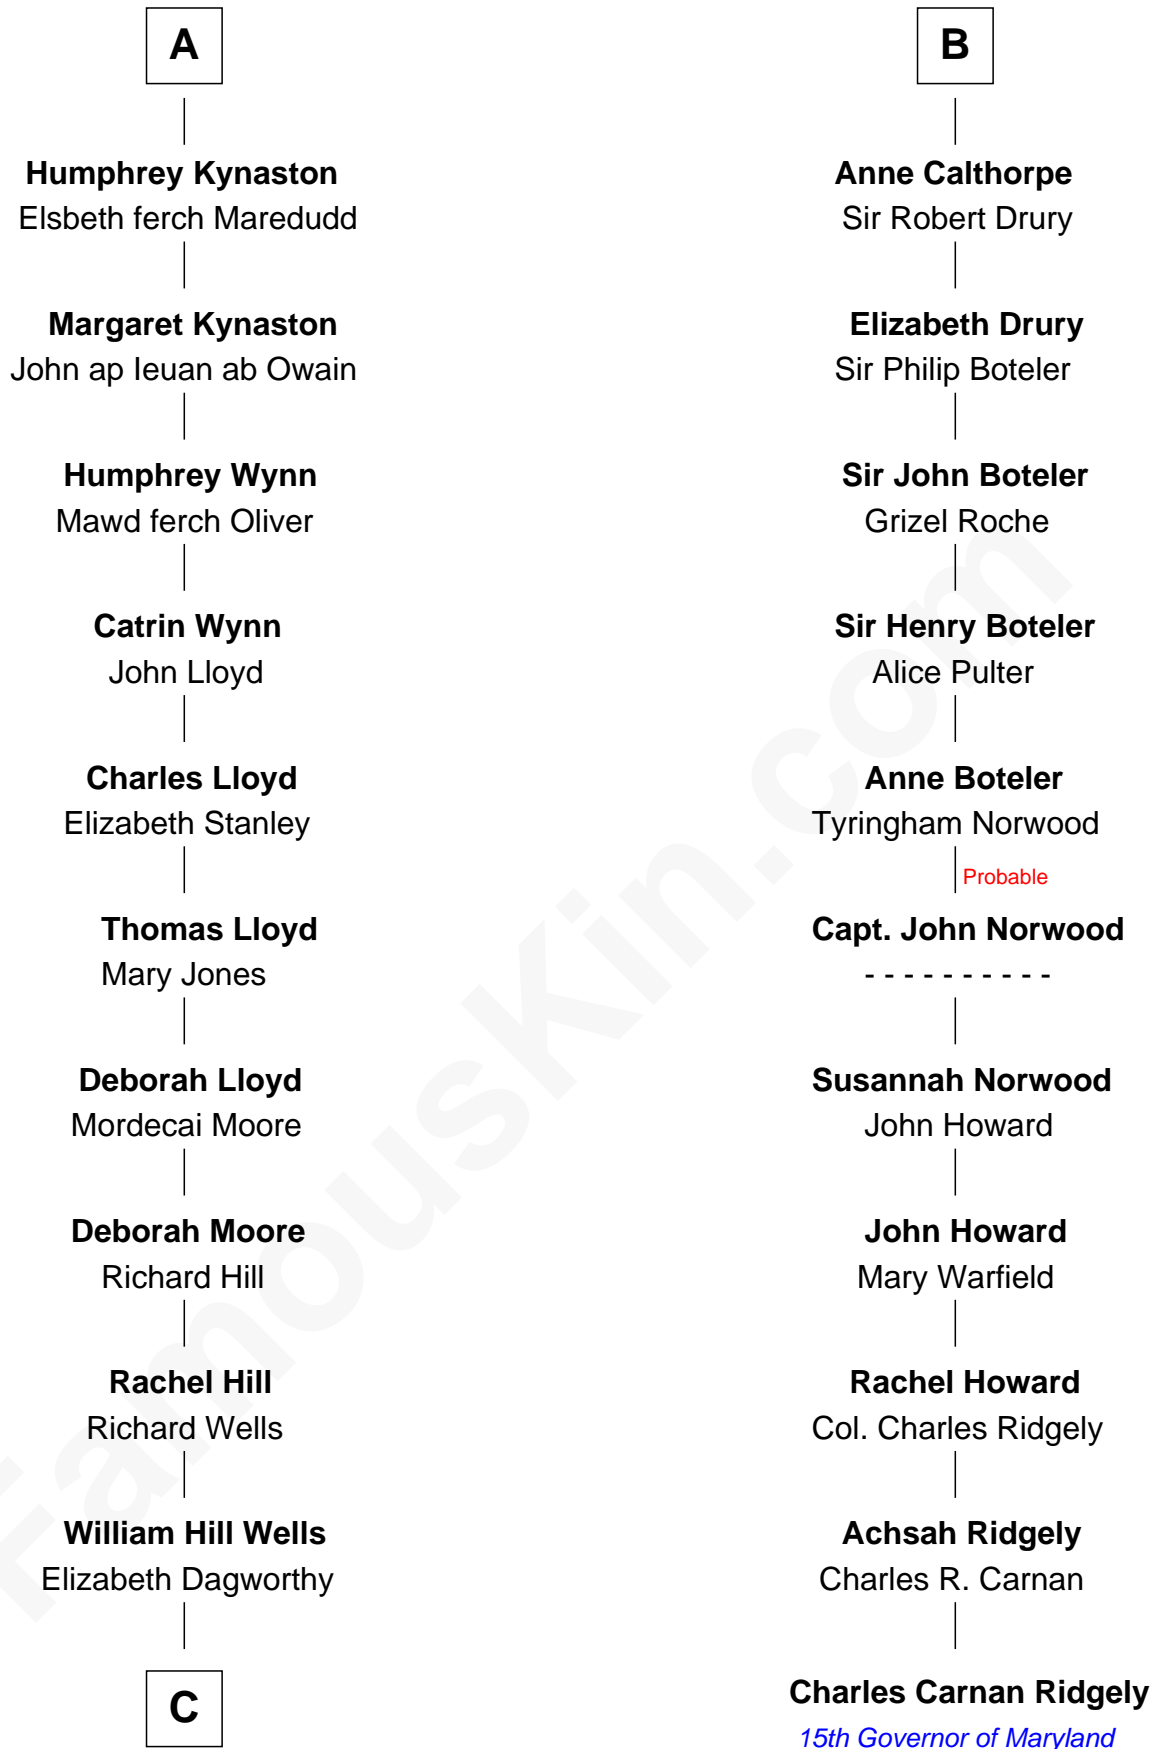 A
Humphrey Kynaston
Elsbeth ferch Maredudd
Margaret Kynaston
John ap Ieuan ab Owain
Humphrey Wynn
Mawd ferch Oliver
Catrin Wynn
John Lloyd
Charles Lloyd
Elizabeth Stanley
Thomas Lloyd
Mary Jones
Deborah Lloyd
Mordecai Moore
Deborah Moore
Richard Hill
Rachel Hill
Richard Wells
William Hill Wells
Elizabeth Dagworthy
C
B
Anne Calthorpe
Sir Robert Drury
Elizabeth Drury
Sir Philip Boteler
Sir John Boteler
Grizel Roche
Sir Henry Boteler
Alice Pulter
Anne Boteler
Tyringham Norwood
Probable
Capt. John Norwood
- - - - - - - - - -
Susannah Norwood
John Howard
John Howard
Mary Warfield
Rachel Howard
Col. Charles Ridgely
Achsah Ridgely
Charles R. Carnan
Charles Carnan Ridgely
15th Governor of Maryland
FamousKin.com